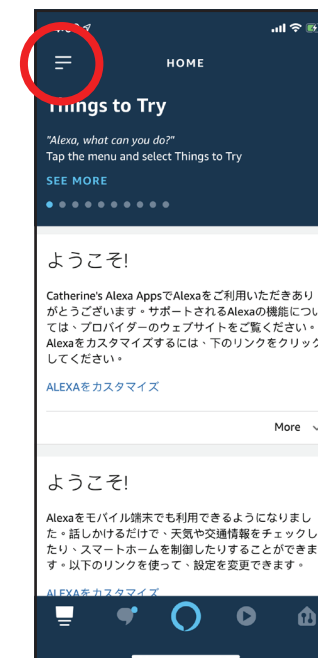 HOME
Things to Try
"Alexa, what can you do?"
Tap the menu and select Things to Try
SEE MORE
ようこそ!
Catherine's Alexa AppsでAlexaをご利用いただきあり
がとうございます。サポートされるAlexaの機能につい
ては、プロバイダーのウェブサイトをご覧ください。
Alexaをカスタマイズするには、下のリンクをクリック
してください。
ALEXAをカスタマイズ
More
ようこそ!
Alexaをモバイル端末でも利用できるようになりまし
た。話しかけるだけで、天気や交通情報をチェックし
たり、スマートホームを制御したりすることができま
す。以下のリンクを使って、設定を変更できます。
ALEXAをカスタマイズ